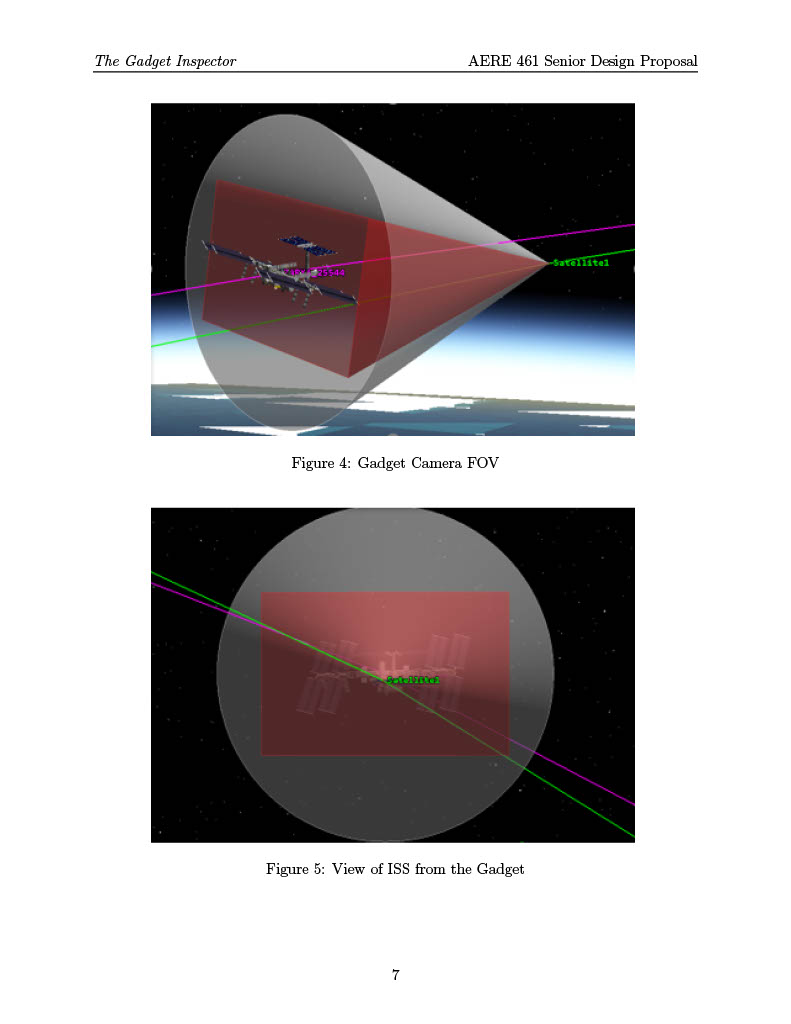 The Gadget Inspector
AERE 461 Senior Design Proposal
Satellite1
25544
Figure 4: Gadget Camera FOV
Satellite1
Figure 5: View of ISS from the Gadget
7